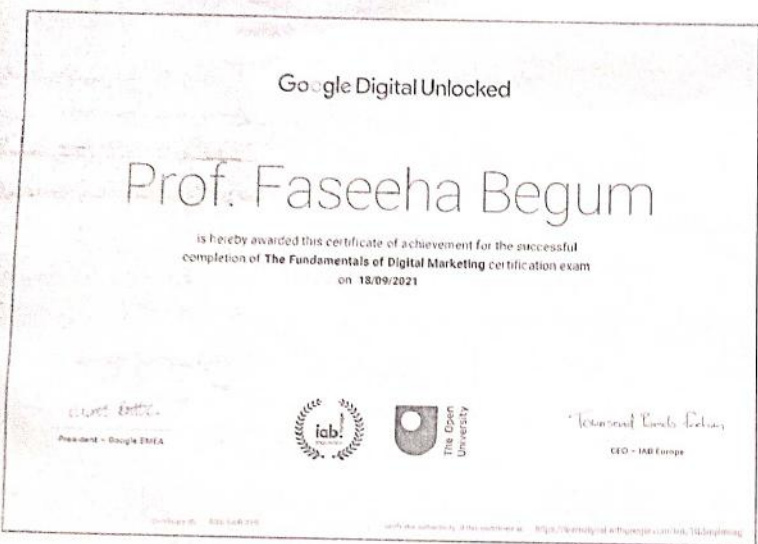 Google Digital Unlocked
Prof. Faseeha Begum
is hereby awarded this certificate of achievement for the successful
completion of The Fundamentals of Digital Marketing certification exam
on 18/09/2021
President - Google EMEA
iab.
The Open
University
CEO - IAB Europe